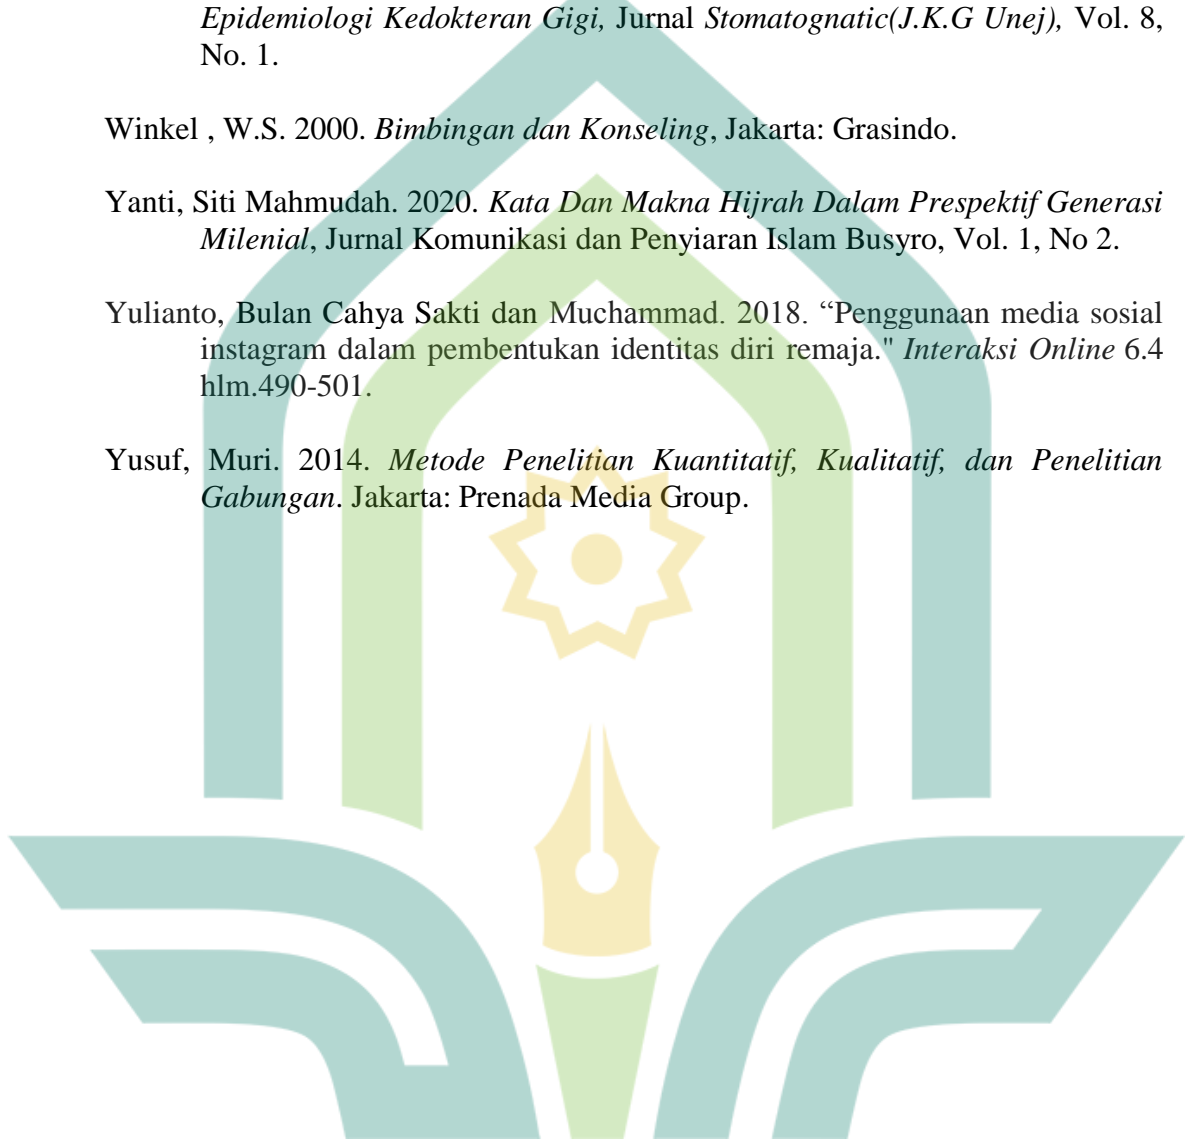 Epidemiologi Kedokteran Gigi, Jurnal Stomatognatic(J.K.G Unej), Vol. 8,
No. 1.
Winkel , W.S. 2000. Bimbingan dan Konseling, Jakarta: Grasindo.
Yanti, Siti Mahmudah. 2020. Kata Dan Makna Hijrah Dalam Prespektif Generasi
Milenial, Jurnal Komunikasi dan Penyiaran Islam Busyro, Vol. 1, No 2.
Yulianto, Bulan Cahya Sakti dan Muchammad. 2018. “Penggunaan media sosial
instagram dalam pembentukan identitas diri remaja." Interaksi Online 6.4
hlm.490-501.
Yusuf, Muri. 2014. Metode Penelitian Kuantitatif, Kualitatif, dan Penelitian
Gabungan. Jakarta: Prenada Media Group.